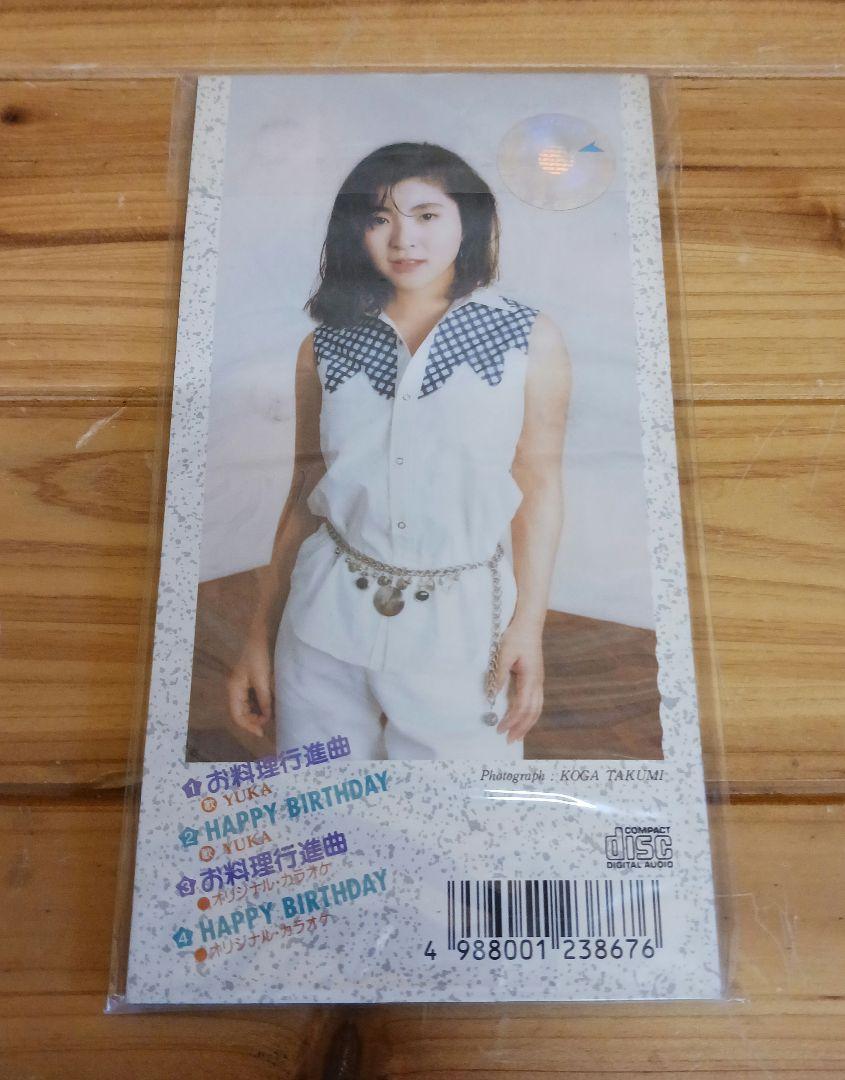 1 お料理行進曲
歌 YUKA
2 HAPPY BIRTHDAY
歌 YUKA
3 お料理行進曲
●オリジナル・カラオケ
4 HAPPY BIRTHDAY
●オリジナル・カラオケ
Photograph : KOGA TAKUMI
COMPACT
disc
DIGITAL AUDIO
4 988001 238676